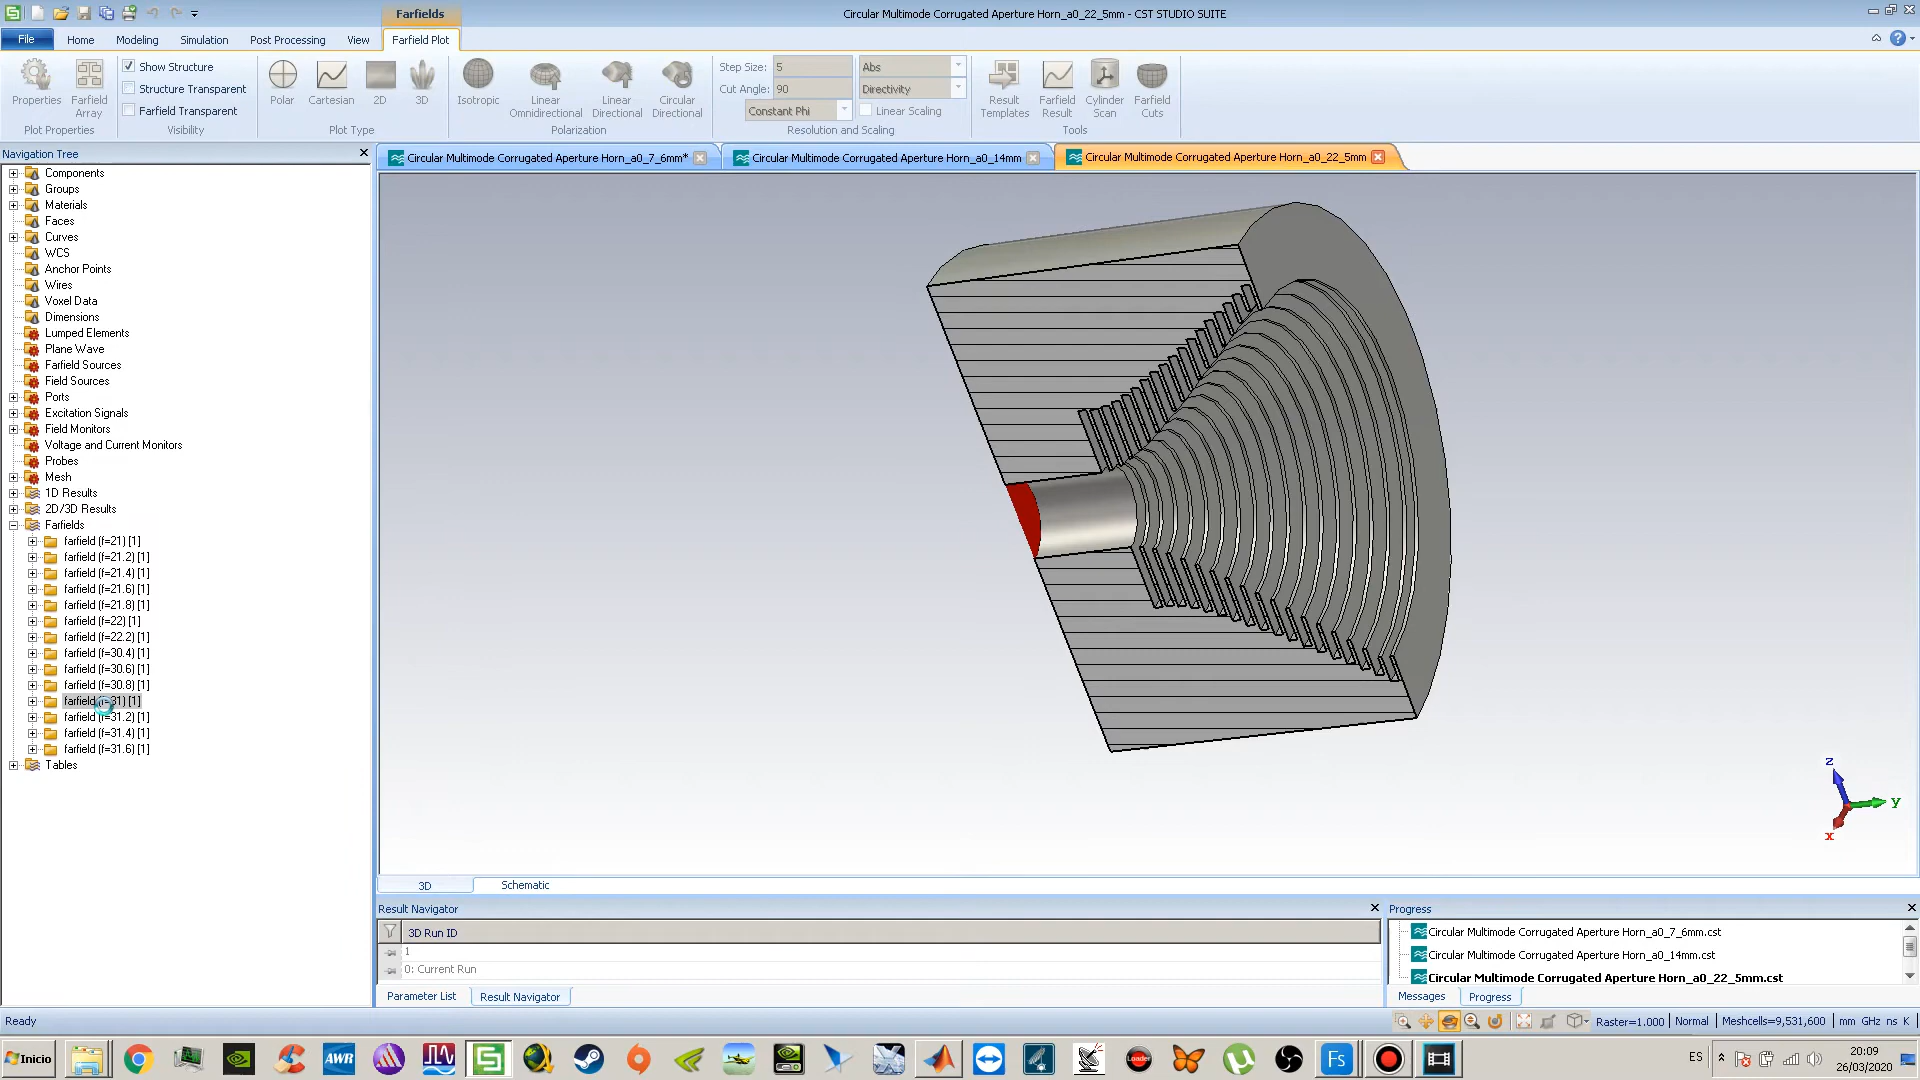 Farfields
Circular Multimode Corrugated Aperture Horn_a0_22_5mm - CST STUDIO SUITE
File
Home
Modeling
Simulation
Post Processing
View
Farfield Plot
Properties
Farfield Array
Plot Properties
Show Structure
Structure Transparent
Farfield Transparent
Visibility
Polar
Cartesian
2D
3D
Plot Type
Isotropic
Linear Omnidirectional
Linear Directional
Circular Directional
Polarization
Step Size: 5
Cut Angle: 90
Constant Phi
Abs
Directivity
Linear Scaling
Resolution and Scaling
Result Templates
Farfield Result
Cylinder Scan
Farfield Cuts
Tools
Navigation Tree
Circular Multimode Corrugated Aperture Horn_a0_7_6mm*
Circular Multimode Corrugated Aperture Horn_a0_14mm
Circular Multimode Corrugated Aperture Horn_a0_22_5mm
Components
Groups
Materials
Faces
Curves
WCS
Anchor Points
Wires
Voxel Data
Dimensions
Lumped Elements
Plane Wave
Farfield Sources
Field Sources
Ports
Excitation Signals
Field Monitors
Voltage and Current Monitors
Probes
Mesh
1D Results
2D/3D Results
Farfields
farfield (f=21) [1]
farfield (f=21.2) [1]
farfield (f=21.4) [1]
farfield (f=21.6) [1]
farfield (f=21.8) [1]
farfield (f=22) [1]
farfield (f=22.2) [1]
farfield (f=30.4) [1]
farfield (f=30.6) [1]
farfield (f=30.8) [1]
farfield (f=31) [1]
farfield (f=31.2) [1]
farfield (f=31.4) [1]
farfield (f=31.6) [1]
Tables
z
y
x
3D
Schematic
Result Navigator
3D Run ID
1
0: Current Run
Parameter List
Result Navigator
Progress
Circular Multimode Corrugated Aperture Horn_a0_7_6mm.cst
Circular Multimode Corrugated Aperture Horn_a0_14mm.cst
Circular Multimode Corrugated Aperture Horn_a0_22_5mm.cst
Messages
Progress
Ready
Raster=1.000
Normal
Meshcells=9,531,600
mm GHz ns K
Inicio
AWR
Loader
Fs
ES
20:09
26/03/2020